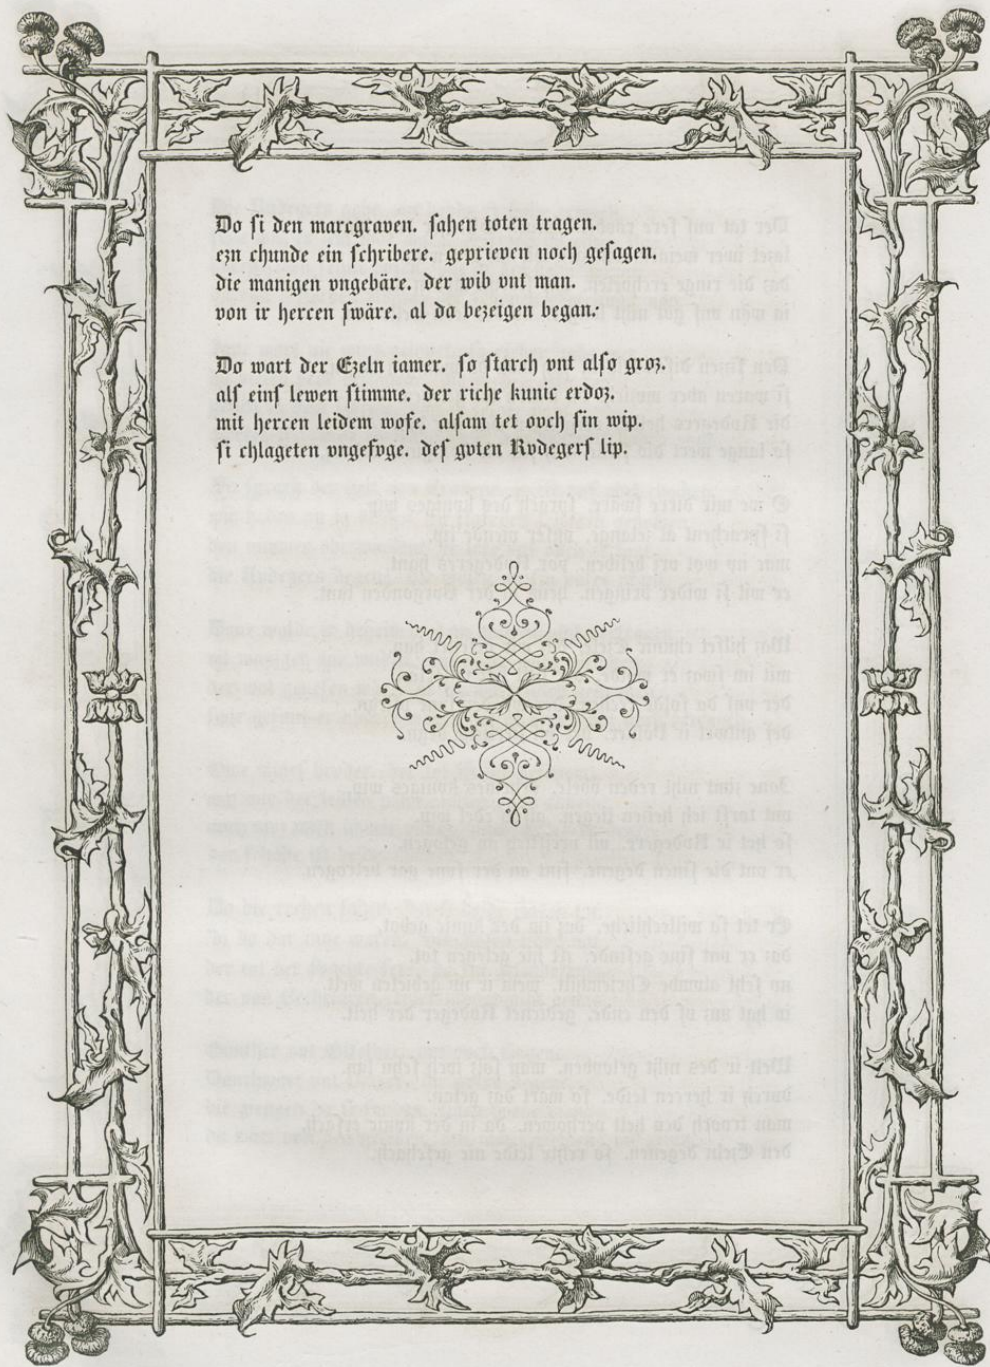 Do ſi den marcgraven. ſahen toten tragen.
ezn chunde ein ſchribere. geprieven noch geſagen.
die manigen vngebäre. der wib vnt man.
von ir hercen ſwäre. al da bezeigen began.·

Do wart der Ezeln iamer. ſo ſtarch vnt alſo groz.
alſ einſ lewen ſtimme. der riche kunic erdoz.
mit hercen leidem wofe. alſam tet ovch ſin wip.
ſi chlageten vngefvge. deſ gvten Rvdegerſ lip.